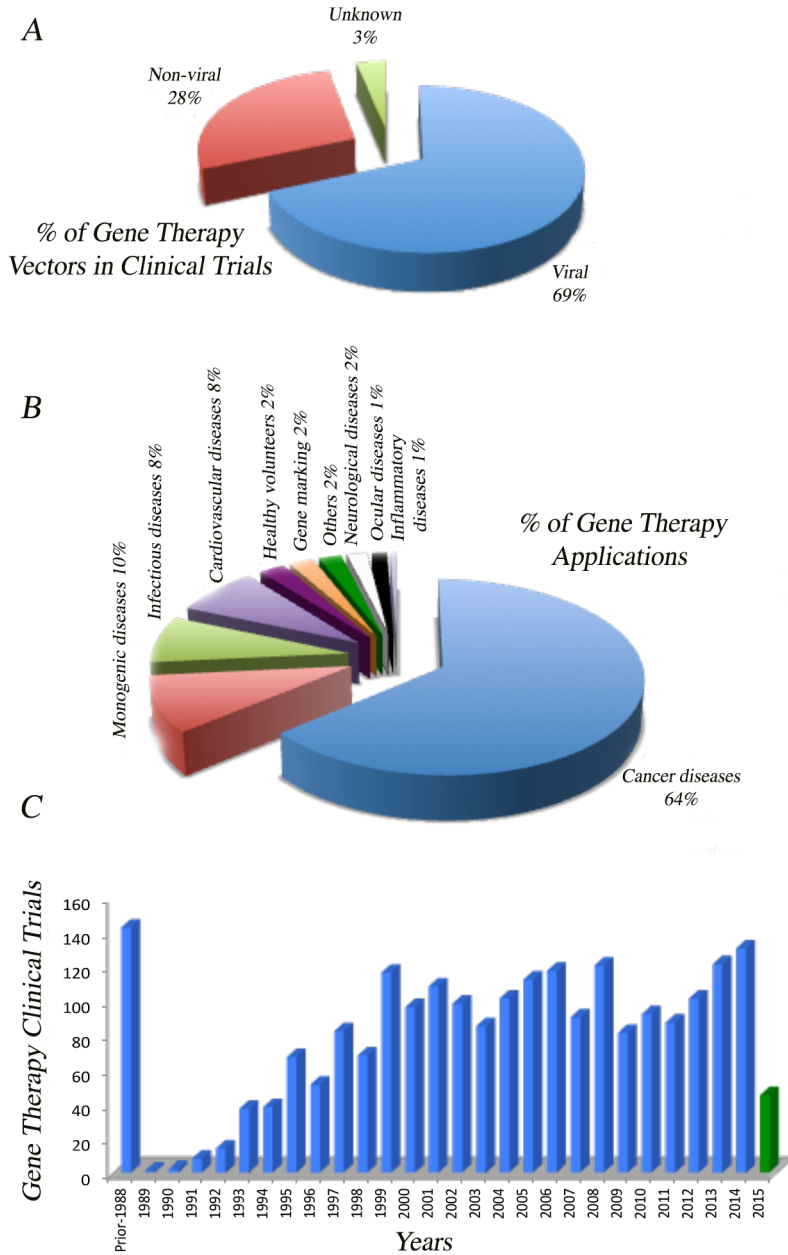 A
Unknown
3%
Non-viral
28%
% of Gene Therapy
Vectors in Clinical Trials
Viral
69%
B
Monogenic diseases 10%
Infectious diseases 8%
Cardiovascular diseases 8%
Healthy volunteers 2%
Gene marking 2%
Others 2%
Neurological diseases 2%
Ocular diseases 1%
Inflammatory
diseases 1%
% of Gene Therapy
Applications
Cancer diseases
64%
C
Gene Therapy Clinical Trials
160
140
120
100
80
60
40
20
0
Prior-1988
1989
1990
1991
1992
1993
1994
1995
1996
1997
1998
1999
2000
2001
2002
2003
2004
2005
2006
2007
2008
2009
2010
2011
2012
2013
2014
2015
Years